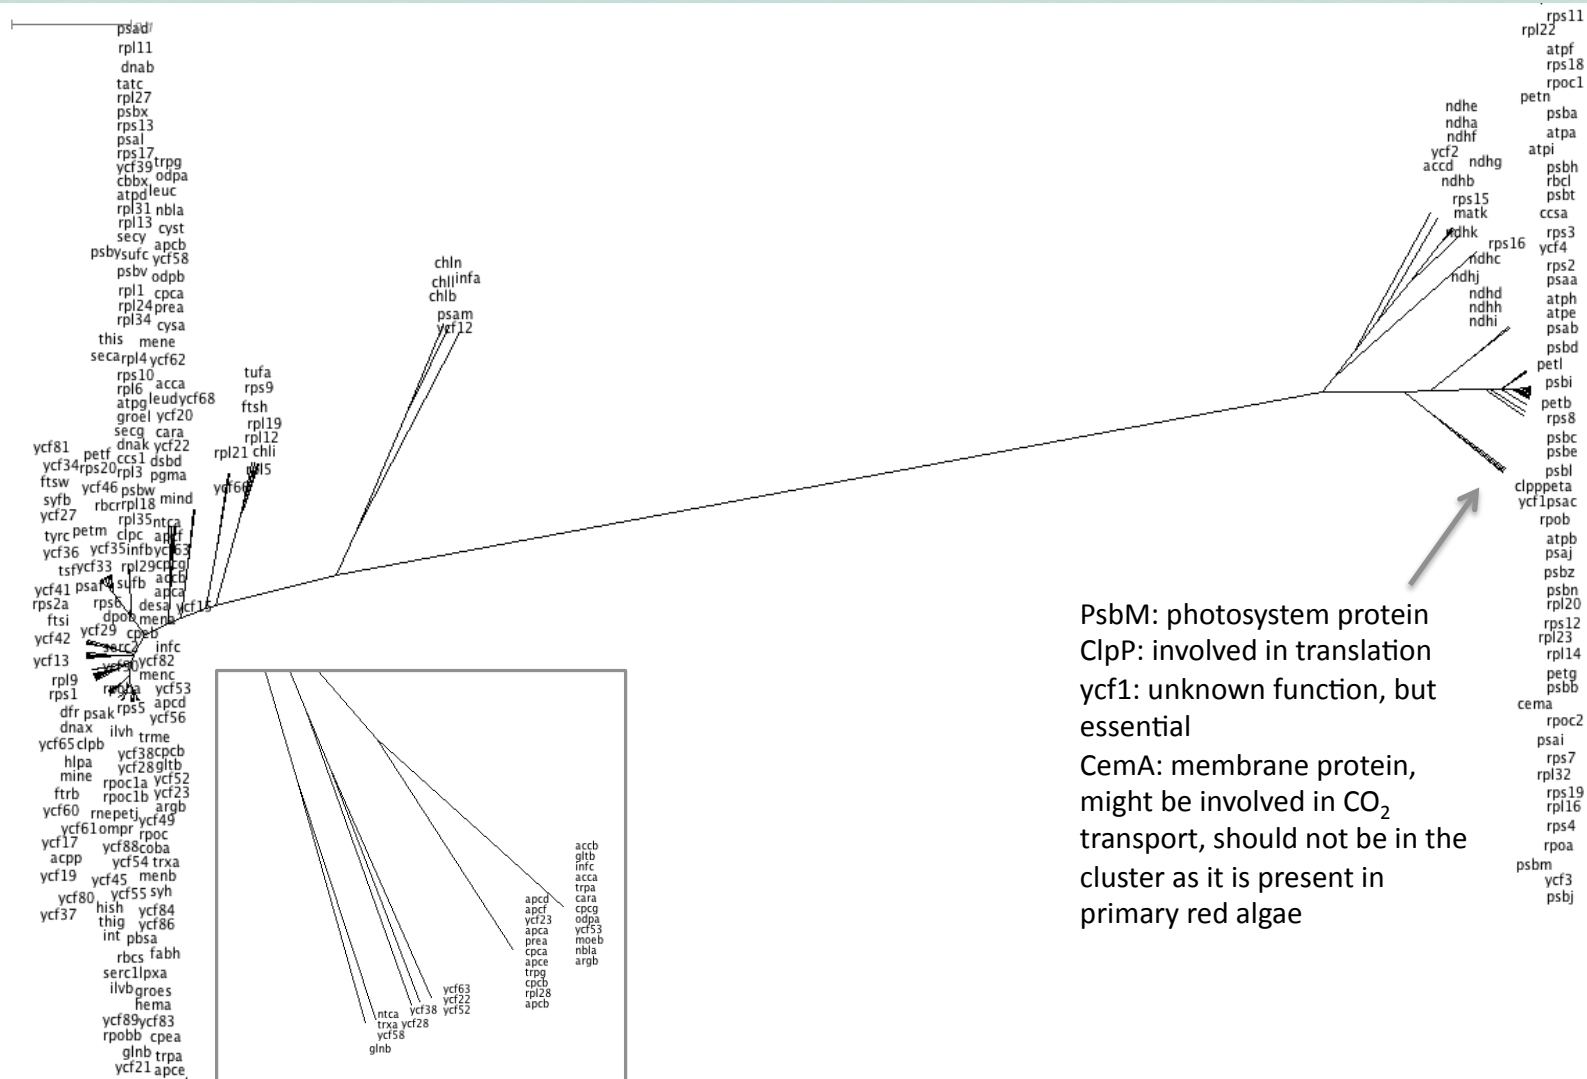 psad
rpl11
dnab
tatc
rpl27
psbx
rps13
psal
rps17
ycf39 trpg
odpa
cbbx
atpd leuc
rpl31 nbla
rpl13
cyst
secy
apcb
psby sufc ycf58
psbv
odpb
rpl1 cpca
rpl24 prea
rpl34
cysa
this mene
seca rpl4 ycf62
rps10
acca
rpl6
atpg leud ycf68
groel ycf20
secg cara
dnak ycf22
ycf81
petf
ccs1 dsbd
ycf34 rps20 rpl3 pgma
ftsw
ycf46 psbw
syfb
mind
rbcr rpl18
ycf27
rpl35 ntca
tyrc petm clpc apcf
ycf36 ycf35 infb ycf63
tsf ycf33 rpl29 cpcg
accb
ycf41 psaf sufb
apca
rps2a rps6 desa ycf15
ftsi
dpob mena
ycf42 ycf29 cpeb
infc
ycf13
ycf82
menc
rpl9
ycf53
rps1
rps5 apcd
dfr psak
ycf56
dnax ilvh
trme
ycf65 clpb
ycf38 cpcb
hlpa
ycf28 gltb
mine
ycf52
rpoc1a
ftrb
rpoc1b ycf23
argb
ycf60 rne petj
ycf49
ycf61 ompr
rpoc
ycf17 ycf88 coba
acpp
ycf54 trxa
ycf19 ycf45 menb
ycf55 syh
ycf80
hish ycf84
ycf37
thig ycf86
int pbsa
fabh
rbcs
serc1 lpxa
ilvb groes
hema
ycf89 ycf83
rpobb cpea
glnb trpa
ycf21 apce
tufa
rps9
ftsh
rpl19
rpl12
rpl21 chli
ycf66
chln
chll infa
chlb
psam
ycf12
ntca
trxa ycf28
ycf58
glnb
ycf38
ycf63
ycf22
ycf52
apcd
apcf
ycf23
apca
prea
cpca
apce
trpg
cpcb
rpl28
apcb
accb
gltb
infc
acca
trpa
cara
cpcg
odpa
ycf53
moeb
nbla
argb
ndhe
ndha
ndhf
ycf2
accd ndhg
ndhb
rps15
matk
ndhk
rps16
ndhc
ndhj
ndhd
ndhh
ndhi
rps11
rpl22
atpf
rps18
rpoc1
petn
psba
atpa
atpi
psbh
rbcl
psbt
ccsa
rps3
ycf4
rps2
psaa
atph
atpe
psab
psbd
petl
psbi
petb
rps8
psbc
psbe
psbl
clpp peta
ycf1 psac
rpob
atpb
psaj
psbz
psbn
rpl20
rps12
rpl23
rpl14
petg
psbb
cema
rpoc2
psai
rps7
rpl32
rps19
rpl16
rps4
rpoa
psbm
ycf3
psbj
PsbM: photosystem protein
ClpP: involved in translation
ycf1: unknown function, but
essential
CemA: membrane protein,
might be involved in CO₂
transport, should not be in the
cluster as it is present in
primary red algae